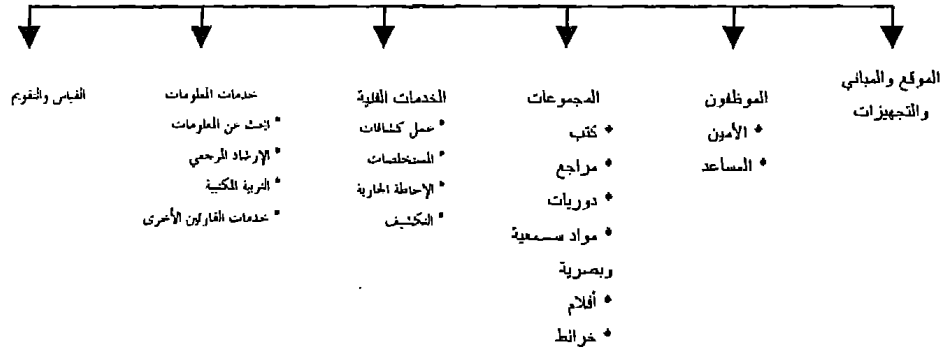 الموقع والمباني
والتجهيزات
الموظفون
• الأمين
• المساعد
المجموعات
• كتب
• مراجع
• دوريات
• مواد سمعية
وبصرية
• أفلام
• خرائط
الخدمات الفنية
• عمل كشافات
• المستخلصات
• الإحاطة الجارية
• التكشيف
خدمات المعلومات
• البحث عن المعلومات
• الإرشاد المرجعي
• التربية المكتبية
• خدمات القارئين الأخرى
القياس والتقويم